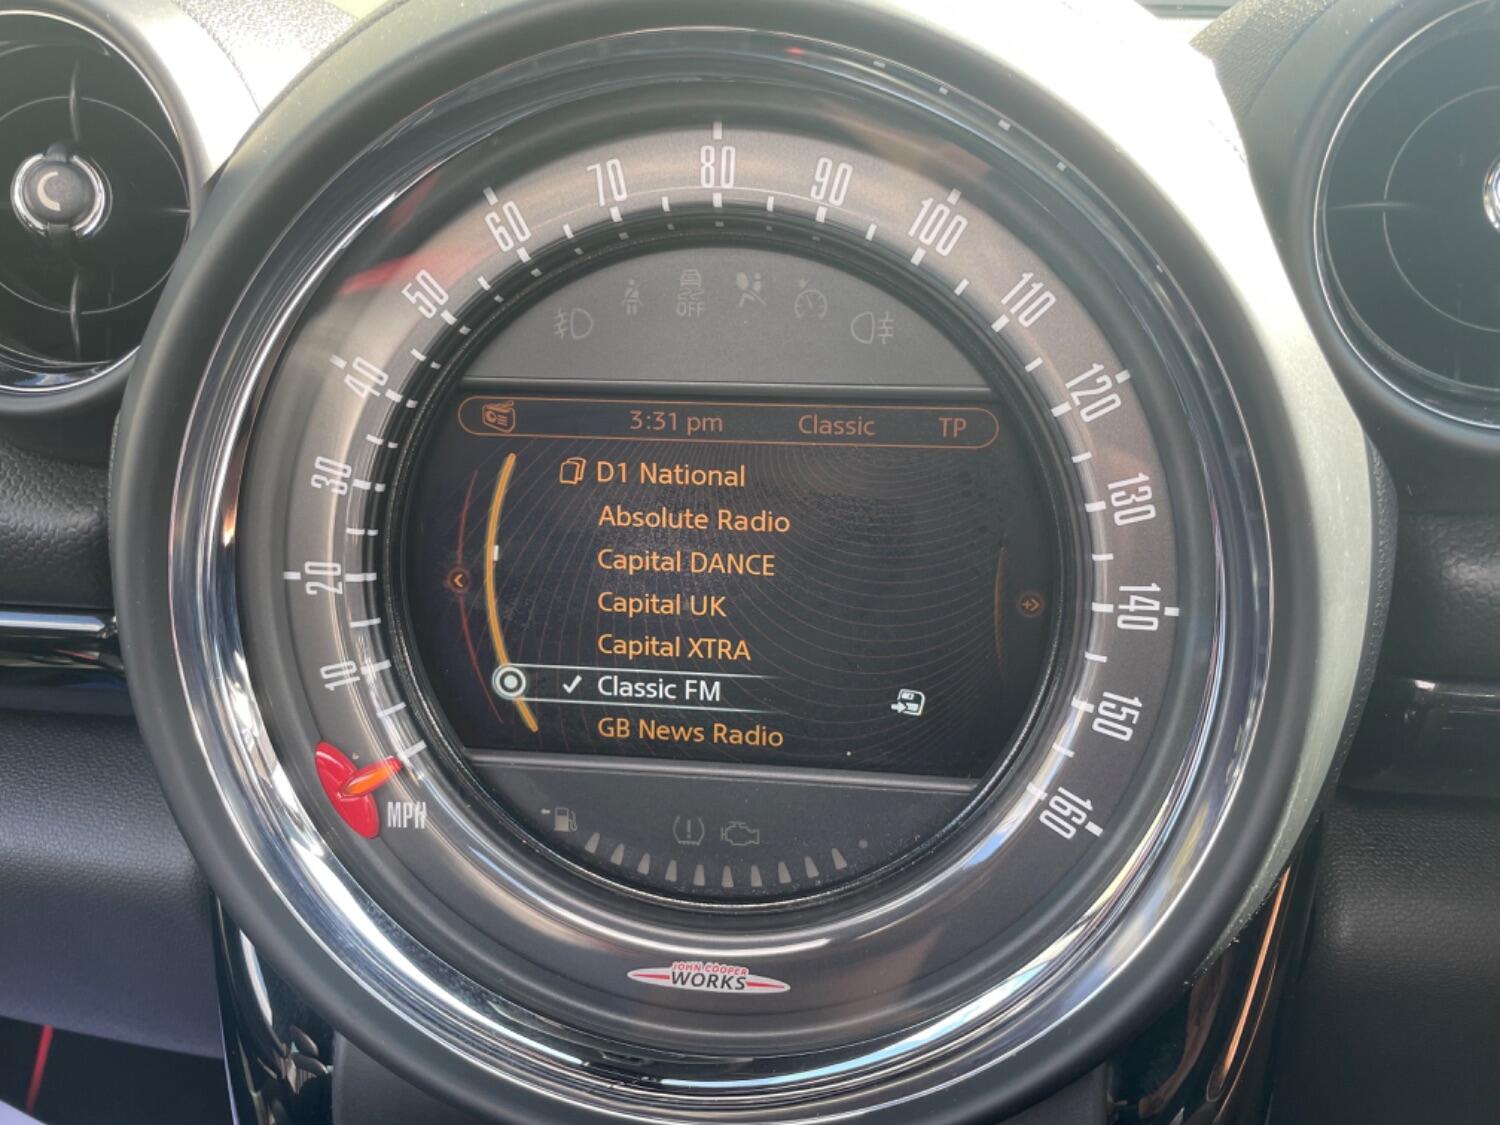 80
70
90
60
100
50
110
OFF
40
120
3:31 pm Classic TP
D1 National
30
130
Absolute Radio
Capital DANCE
20
140
Capital UK
Capital XTRA
10
Classic FM
150
GB News Radio
MPH
160
JOHN COOPER
WORKS